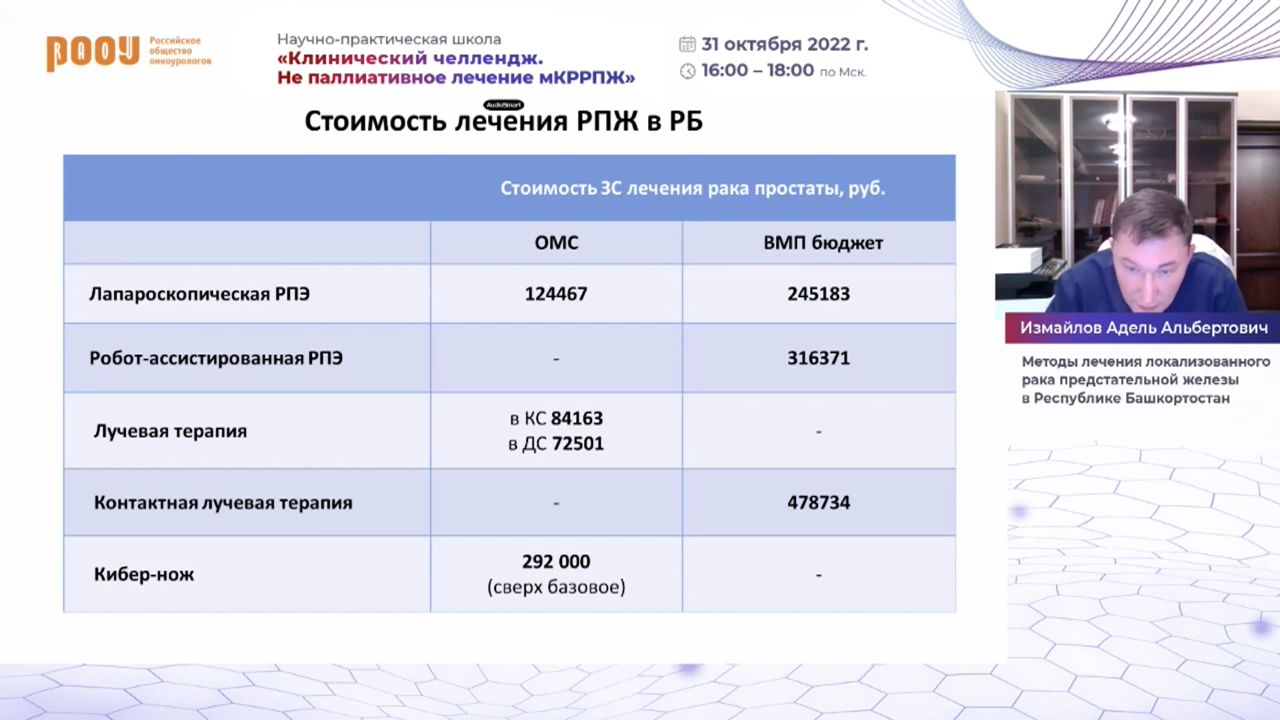 РАОУ
Российское
общество
онкоурологов
Научно-практическая школа
«Клинический челлендж.
Не паллиативное лечение мКРРПЖ»
31 октября 2022 г.
16:00 – 18:00 по Мск.
AudioSmart
Стоимость лечения РПЖ в РБ
Стоимость ЗС лечения рака простаты, руб.
ОМС ВМП бюджет
Лапароскопическая РПЭ 124467 245183
Робот-ассистированная РПЭ - 316371
Лучевая терапия в КС 84163 -
в ДС 72501
Контактная лучевая терапия - 478734
Кибер-нож 292 000 -
(сверх базовое)
Измайлов Адель Альбертович
Методы лечения локализованного
рака предстательной железы
в Республике Башкортостан